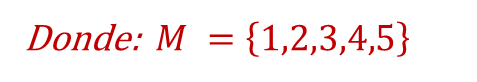 Donde: M = {1,2,3,4,5}